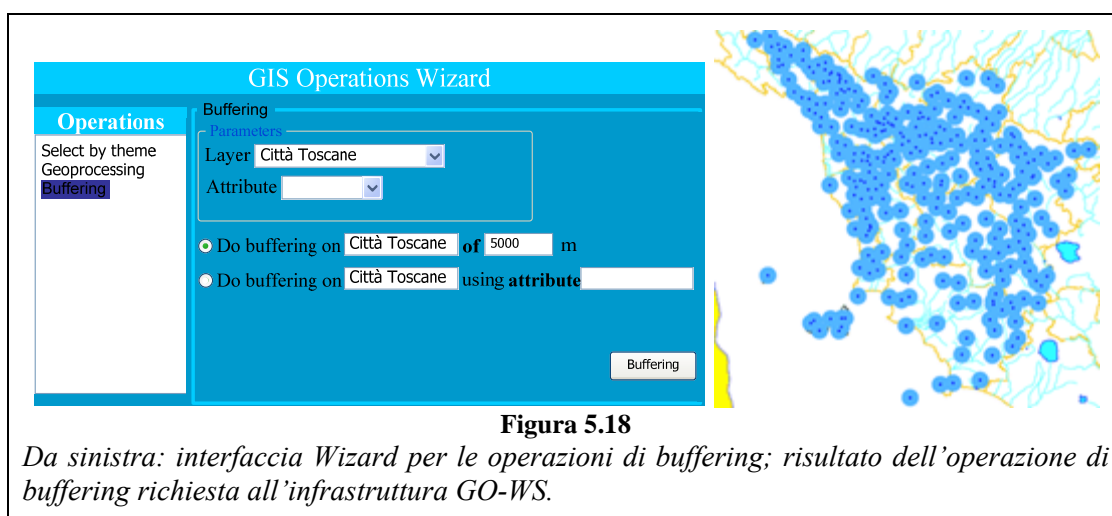 GIS Operations Wizard
Operations
Select by theme
Geoprocessing
Buffering
Buffering
Parameters
Layer Città Toscane
Attribute
Do buffering on Città Toscane of 5000 m
Do buffering on Città Toscane using attribute
Buffering
Figura 5.18
Da sinistra: interfaccia Wizard per le operazioni di buffering; risultato dell’operazione di
buffering richiesta all’infrastruttura GO-WS.